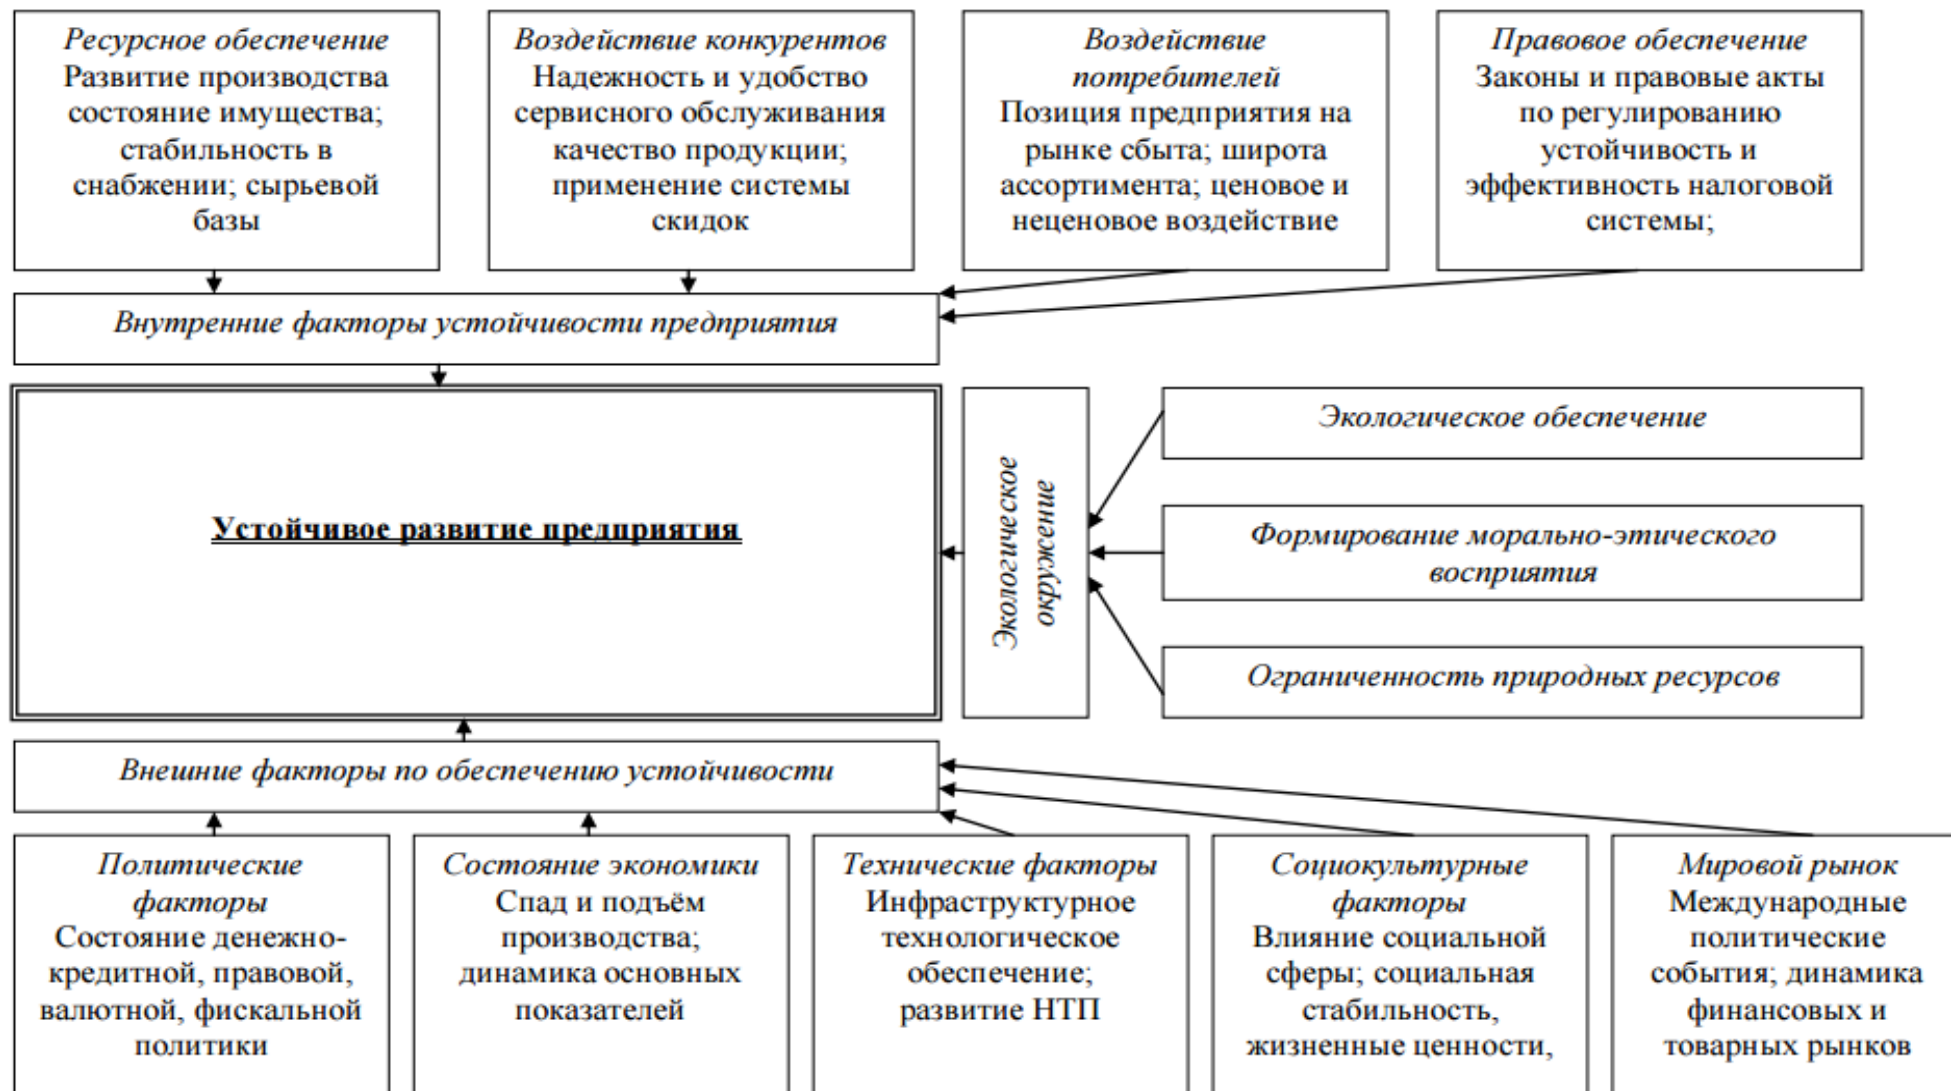 Ресурсное обеспечение
Развитие производства
состояние имущества;
стабильность в
снабжении; сырьевой
базы
Воздействие конкурентов
Надежность и удобство
сервисного обслуживания
качество продукции;
применение системы
скидок
Воздействие
потребителей
Позиция предприятия на
рынке сбыта; широта
ассортимента; ценовое и
неценовое воздействие
Правовое обеспечение
Законы и правовые акты
по регулированию
устойчивость и
эффективность налоговой
системы;
Внутренние факторы устойчивости предприятия
Устойчивое развитие предприятия
Экологическое
окружение
Экологическое обеспечение
Формирование морально-этического
восприятия
Ограниченность природных ресурсов
Внешние факторы по обеспечению устойчивости
Политические
факторы
Состояние денежно-
кредитной, правовой,
валютной, фискальной
политики
Состояние экономики
Спад и подъём
производства;
динамика основных
показателей
Технические факторы
Инфраструктурное
технологическое
обеспечение;
развитие НТП
Социокультурные
факторы
Влияние социальной
сферы; социальная
стабильность,
жизненные ценности,
Мировой рынок
Международные
политические
события; динамика
финансовых и
товарных рынков